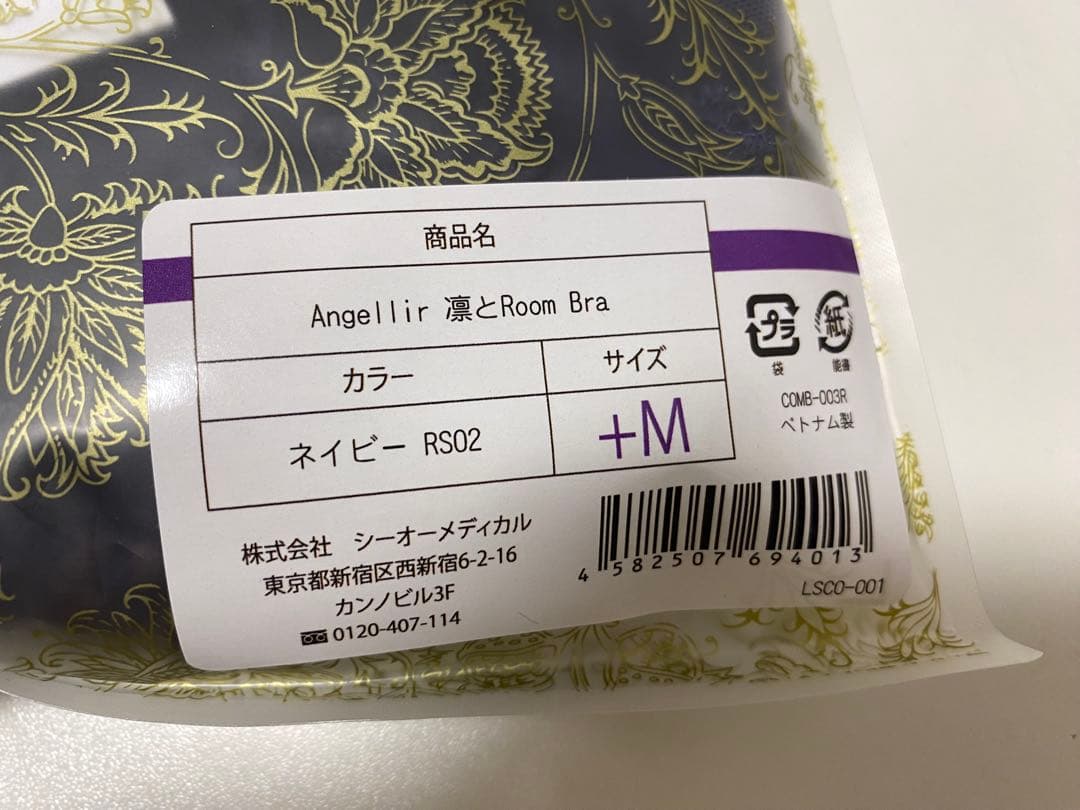 商品名
Angellir 凛とRoom Bra
カラー
サイズ
ネイビー RS02
+M
プラ
袋
紙
COMB-003R
ベトナム製
株式会社 シーオーメディカル
東京都新宿区西新宿6-2-16
カンノビル3F
0120-407-114
4 582507 694013
LSCO-001